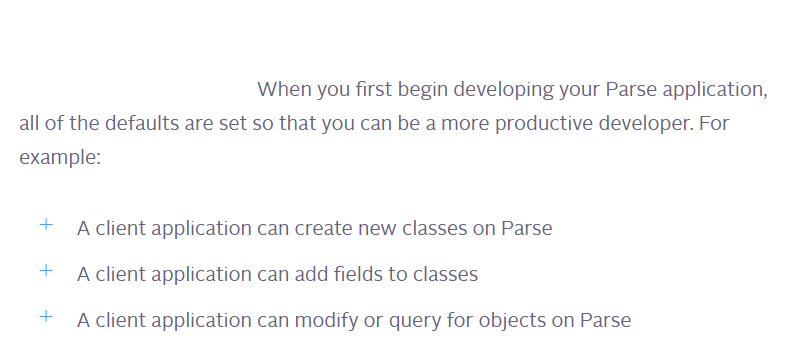 When you first begin developing your Parse application,
all of the defaults are set so that you can be a more productive developer. For
example:
+ A client application can create new classes on Parse
+ A client application can add fields to classes
+ A client application can modify or query for objects on Parse